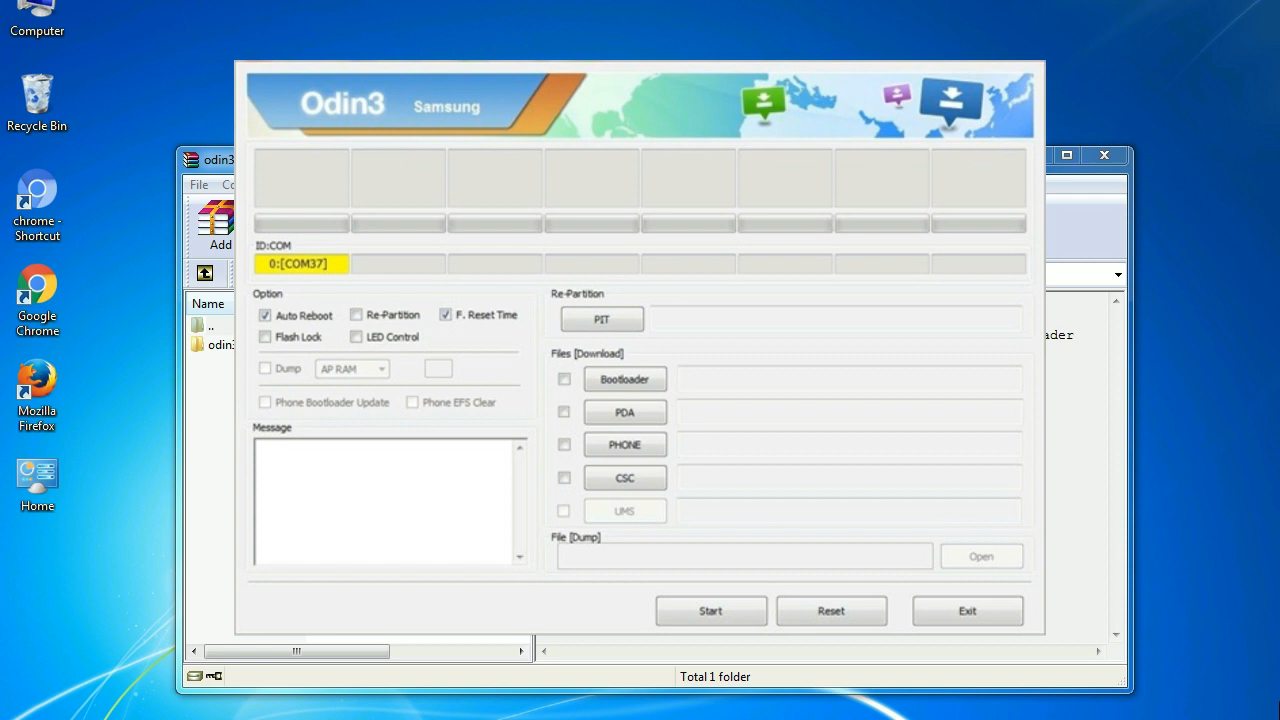 Computer
Recycle Bin
chrome -
Shortcut
Google
Chrome
Mozilla
Firefox
Home
odin3
File Co
Add
Name
..
odin3
ader
Total 1 folder
Odin3 Samsung
ID:COM
0:[COM37]
Option
Auto Reboot Re-Partition F. Reset Time
Flash Lock LED Control
Dump AP RAM
Phone Bootloader Update Phone EFS Clear
Message
Re-Partition
PIT
Files [Download]
Bootloader
PDA
PHONE
CSC
UMS
File [Dump]
Open
Start Reset Exit